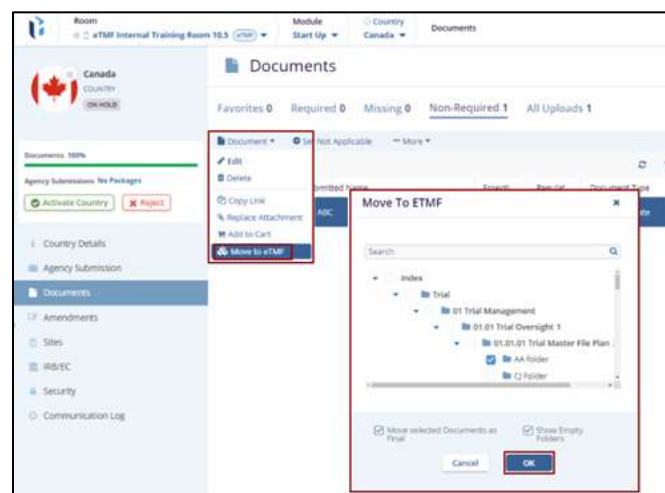 Room
eTMF Internal Training Room 10.5 eTMF
Module
Start Up
Country
Canada
Documents
Canada
COUNTRY
ON HOLD
Documents: 100%
Agency Submissions: No Packages
Activate Country
Reject
Country Details
Agency Submission
Documents
Amendments
Sites
IRB/EC
Security
Communication Log
Documents
Favorites 0 Required 0 Missing 0 Non-Required 1 All Uploads 1
Document Set Not Applicable More
Edit
Delete
Copy Link
Replace Attachment
Add to Cart
Move to eTMF
Name
Document Type
ABC
Move To ETMF
Search
Index
Trial
01 Trial Management
01.01 Trial Oversight 1
01.01.01 Trial Master File Plan
AA folder
CJ Folder
Move selected Documents as Final
Show Empty Folders
Cancel OK